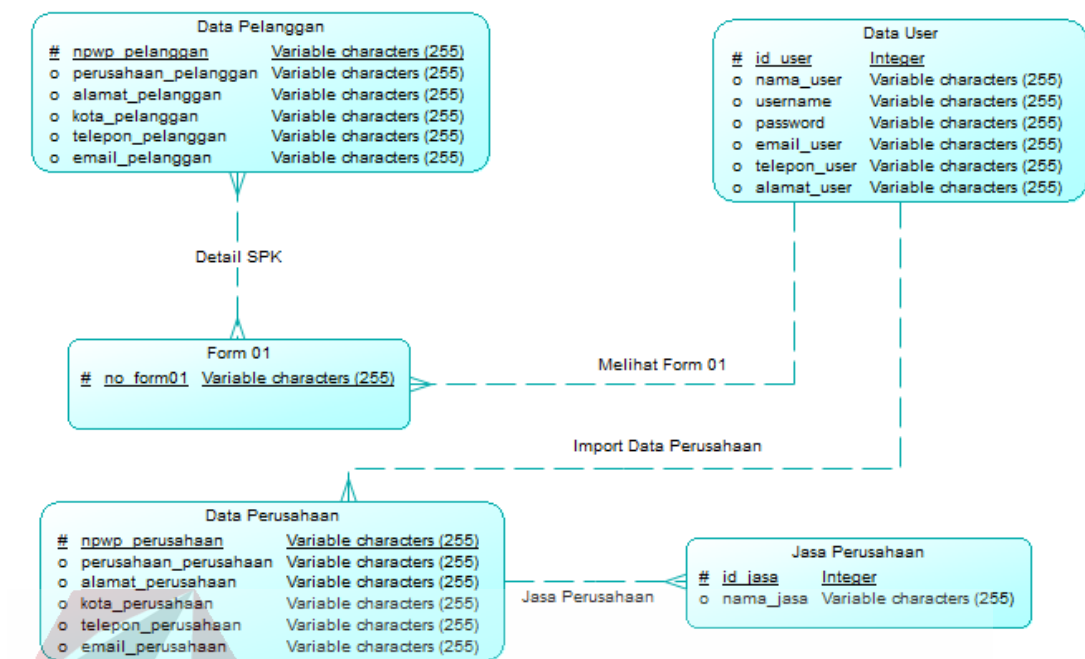 Data Pelanggan
# npwp_pelanggan Variable characters (255)
o perusahaan_pelanggan Variable characters (255)
o alamat_pelanggan Variable characters (255)
o kota_pelanggan Variable characters (255)
o telepon_pelanggan Variable characters (255)
o email_pelanggan Variable characters (255)
Data User
# id_user Integer
o nama_user Variable characters (255)
o username Variable characters (255)
o password Variable characters (255)
o email_user Variable characters (255)
o telepon_user Variable characters (255)
o alamat_user Variable characters (255)
Detail SPK
Form 01
# no_form01 Variable characters (255)
Melihat Form 01
Import Data Perusahaan
Data Perusahaan
# npwp_perusahaan Variable characters (255)
o perusahaan_perusahaan Variable characters (255)
o alamat_perusahaan Variable characters (255)
o kota_perusahaan Variable characters (255)
o telepon_perusahaan Variable characters (255)
o email_perusahaan Variable characters (255)
Jasa Perusahaan
Jasa Perusahaan
# id_jasa Integer
o nama_jasa Variable characters (255)